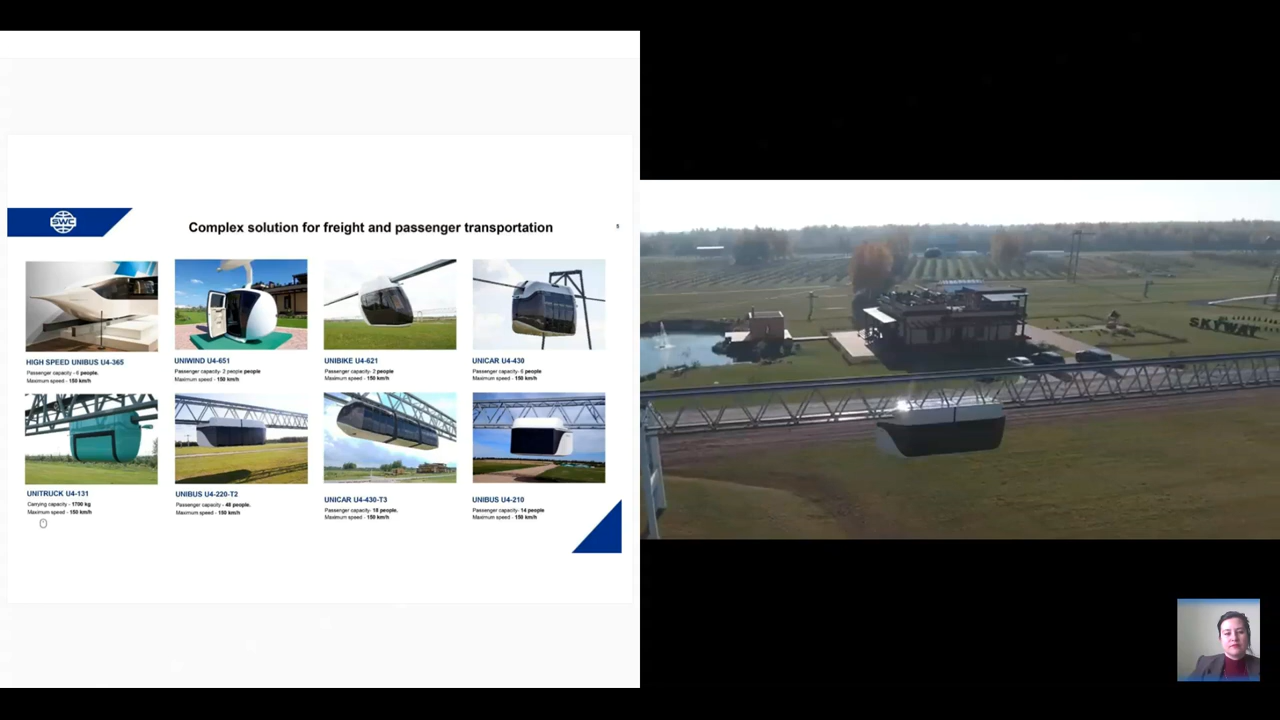 SWC
Complex solution for freight and passenger transportation
5
HIGH SPEED UNIBUS U4-365
Passenger capacity - 6 people.
Maximum speed - 150 km/h
UNIWIND U4-651
Passenger capacity- 2 people people
Maximum speed - 150 km/h
UNIBIKE U4-621
Passenger capacity- 2 people
Maximum speed - 150 km/h
UNICAR U4-430
Passenger capacity- 6 people
Maximum speed - 150 km/h
UNITRUCK U4-131
Carrying capacity - 1700 kg
Maximum speed - 150 km/h
UNIBUS U4-220-T2
Passenger capacity - 48 people.
Maximum speed - 150 km/h
UNICAR U4-430-T3
Passenger capacity - 18 people.
Maximum speed - 150 km/h
UNIBUS U4-210
Passenger capacity - 14 people
Maximum speed - 150 km/h
SKYWAY